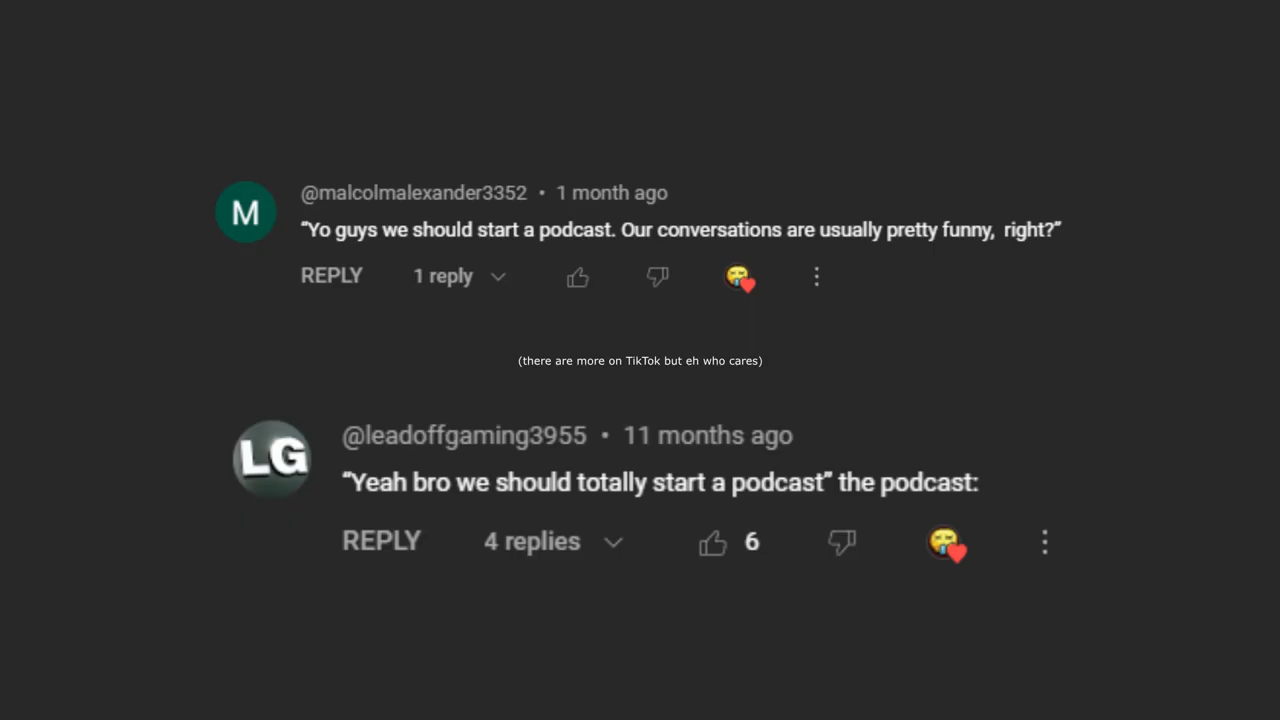 M
@malcolmalexander3352 • 1 month ago
“Yo guys we should start a podcast. Our conversations are usually pretty funny,  right?”
REPLY 1 reply
(there are more on TikTok but eh who cares)
LG
@leadoffgaming3955 • 11 months ago
“Yeah bro we should totally start a podcast” the podcast:
REPLY 4 replies 6